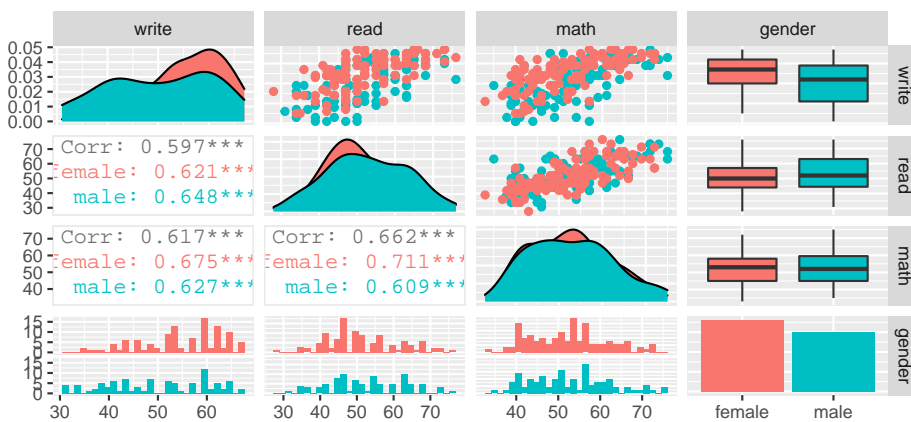 write read math gender
0.05
0.04
0.03
0.02
0.01
0.00
write
70
60
50
40
30
Corr: 0.597***
female: 0.621***
male: 0.648***
read
70
60
50
40
Corr: 0.617***
female: 0.675***
male: 0.627***
Corr: 0.662***
female: 0.711***
male: 0.609***
math
15
10
5
0
15
10
5
0
gender
30 40 50 60 30 40 50 60 70 40 50 60 70 female male